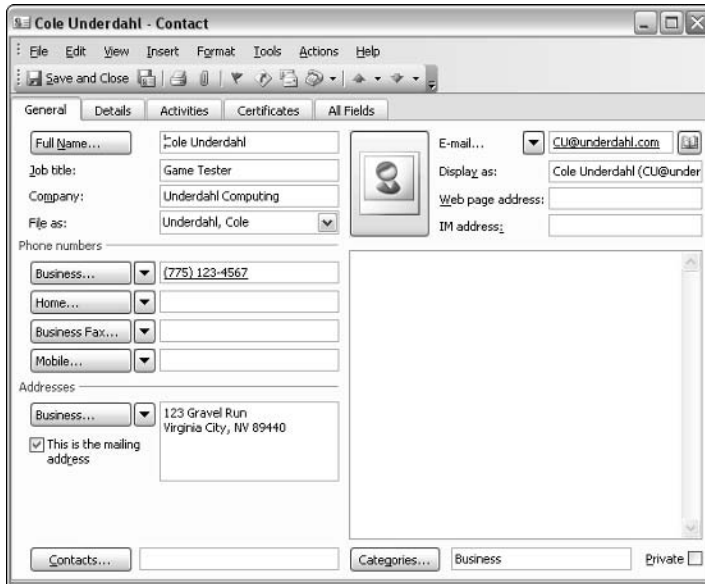 Cole Underdahl - Contact
File Edit View Insert Format Tools Actions Help
Save and Close
General Details Activities Certificates All Fields
Full Name... Cole Underdahl
Job title: Game Tester
Company: Underdahl Computing
File as: Underdahl, Cole
E-mail... CU@underdahl.com
Display as: Cole Underdahl (CU@under
Web page address:
IM address:
Phone numbers
Business... (775) 123-4567
Home...
Business Fax...
Mobile...
Addresses
Business... 123 Gravel Run
Virginia City, NV 89440
This is the mailing
address
Contacts... Categories... Business Private